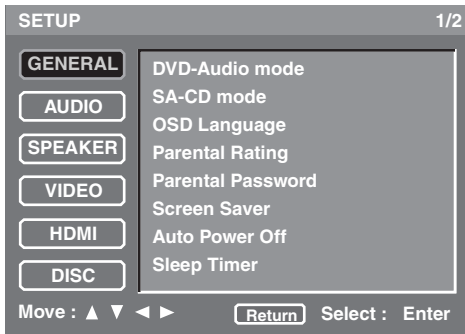 SETUP 1/2
GENERAL
AUDIO
SPEAKER
VIDEO
HDMI
DISC
DVD-Audio mode
SA-CD mode
OSD Language
Parental Rating
Parental Password
Screen Saver
Auto Power Off
Sleep Timer
Move : ▲ ▼ ◄ ► Return Select : Enter